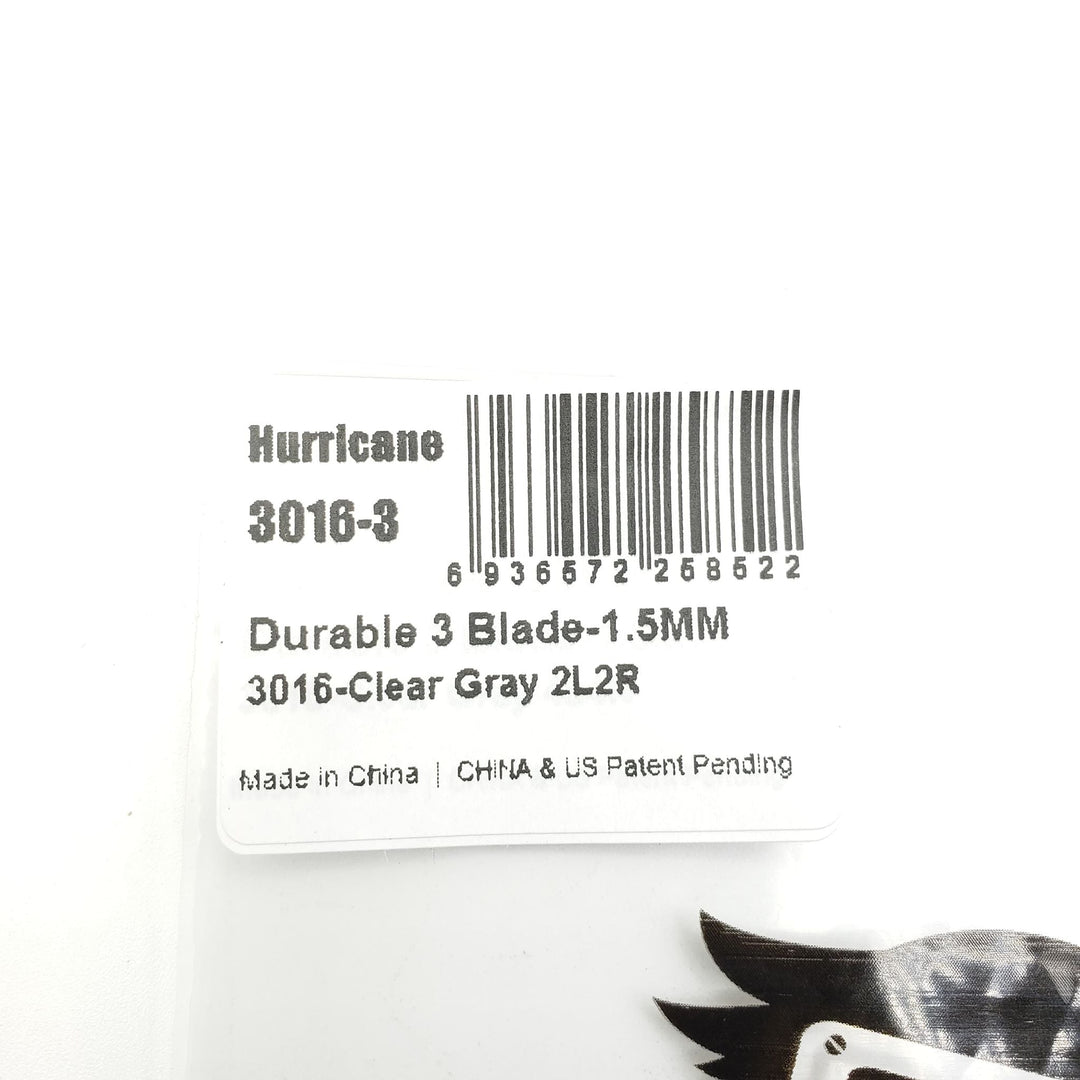 Hurricane
3016-3
6 936572 258522
Durable 3 Blade-1.5MM
3016-Clear Gray 2L2R
Made in China | CHINA & US Patent Pending